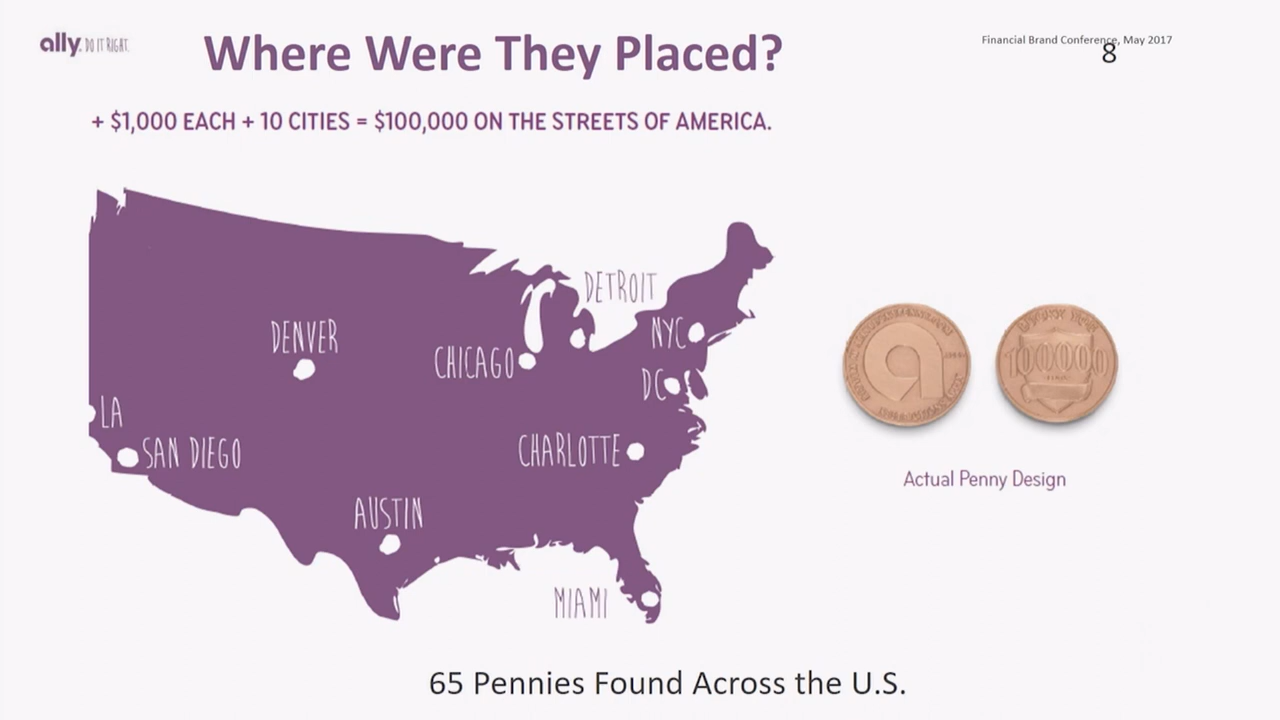 ally. DO IT RIGHT.
Where Were They Placed?
Financial Brand Conference, May 2017
8
+ $1,000 EACH + 10 CITIES = $100,000 ON THE STREETS OF AMERICA.
DETROIT
DENVER
NYC
CHICAGO
DC
LA
SAN DIEGO
CHARLOTTE
AUSTIN
MIAMI
100000
Actual Penny Design
65 Pennies Found Across the U.S.